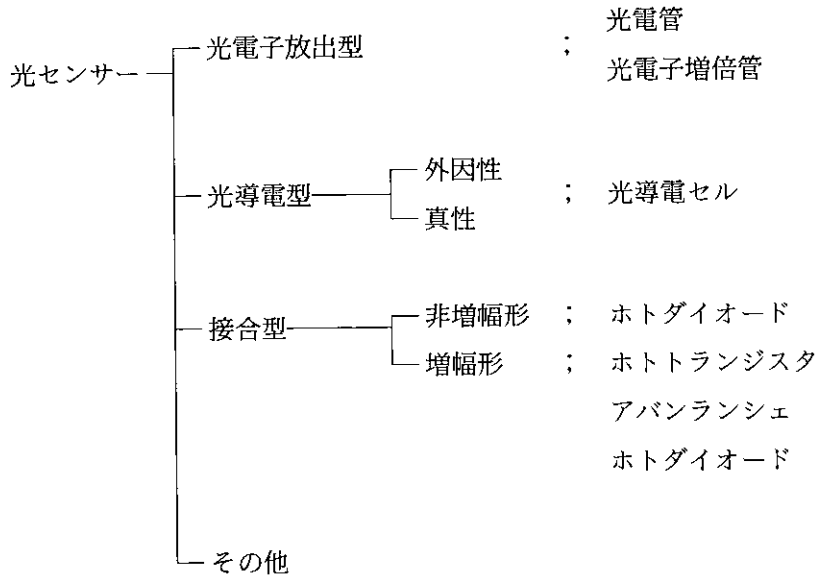 光電管
光センサー 光電子放出型 ;
光電子増倍管
外因性
光導電型 ; 光導電セル
真性
非増幅形 ; ホトダイオード
接合型
増幅形 ; ホトトランジスタ
アバンランシェ
ホトダイオード
その他